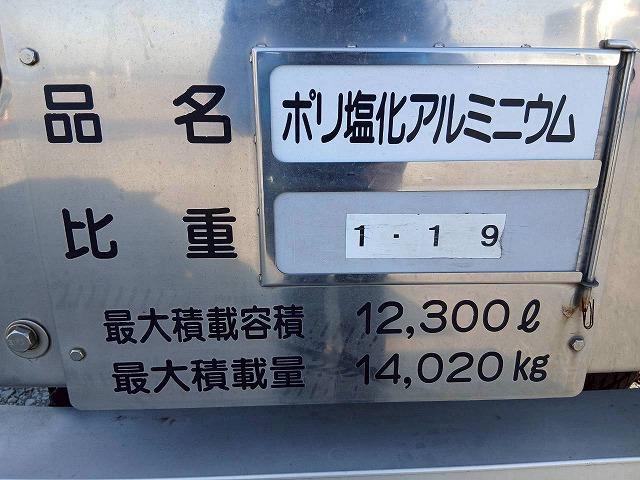 品名 ポリ塩化アルミニウム
比重 1・19
最大積載容積 12,300ℓ
最大積載量 14,020kg